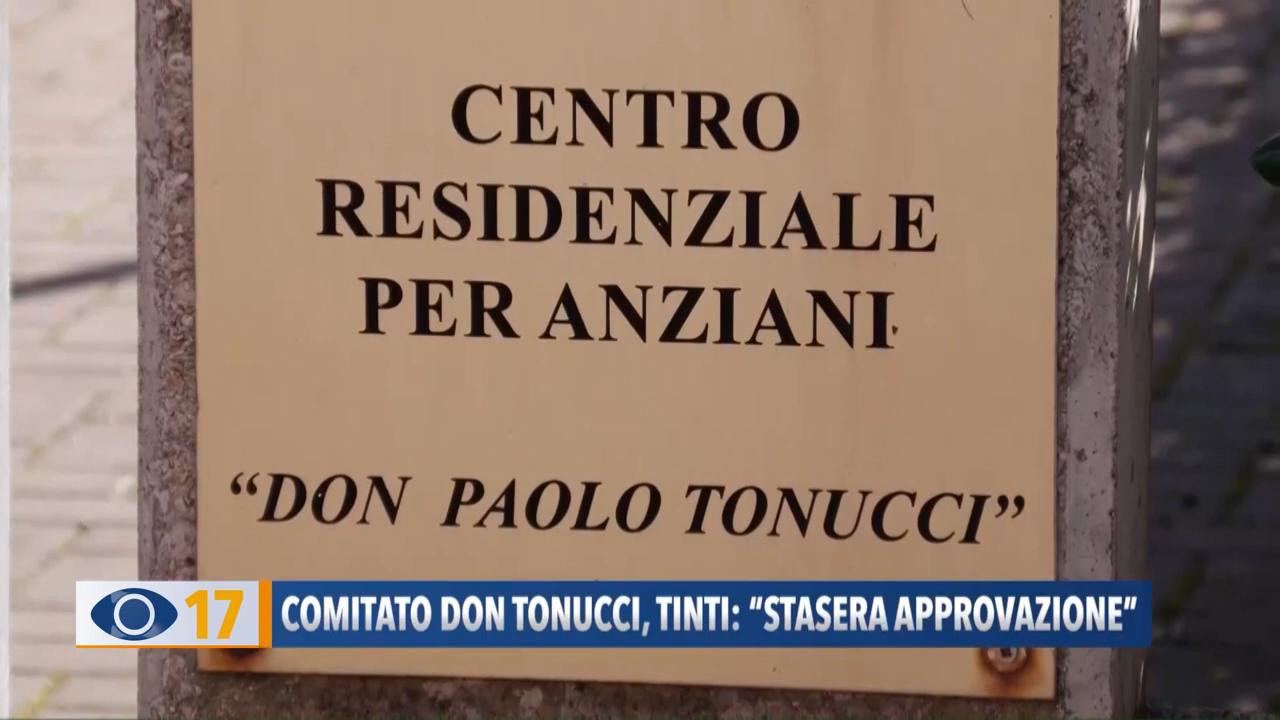 CENTRO
RESIDENZIALE
PER ANZIANI
“DON PAOLO TONUCCI”
17 COMITATO DON TONUCCI, TINTI: “STASERA APPROVAZIONE”